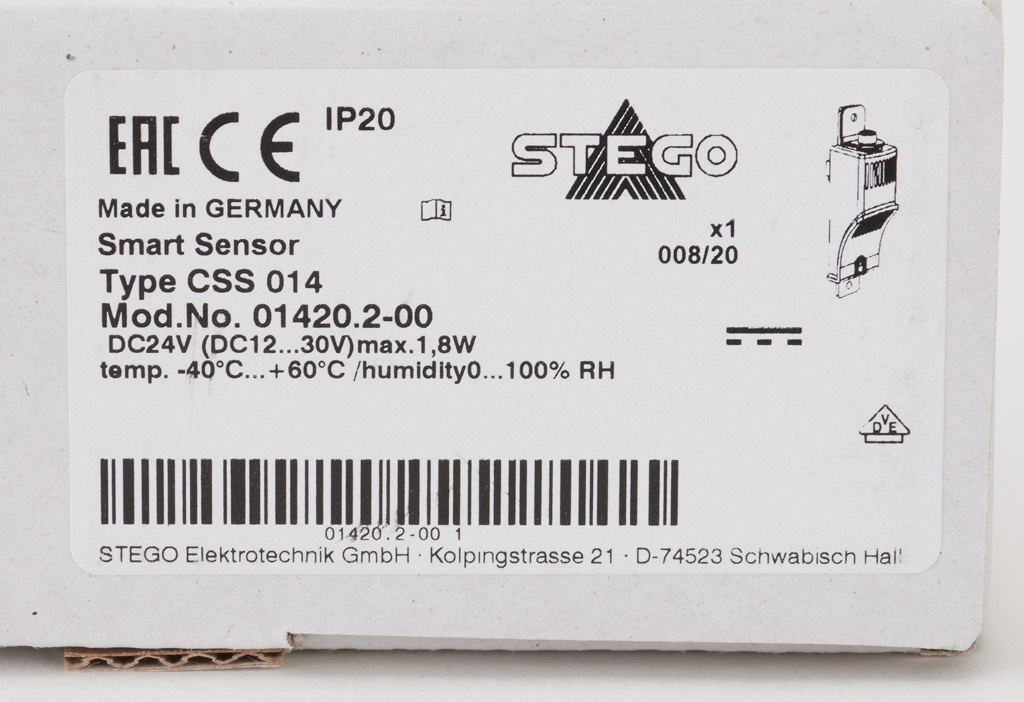 EAC CE IP20
STEGO
Made in GERMANY
Smart Sensor
Type CSS 014
Mod.No. 01420.2-00
DC24V (DC12...30V)max.1,8W
temp. -40°C...+60°C /humidity0...100% RH
x1
008/20
DVE
01420.2-00 1
STEGO Elektrotechnik GmbH · Kolpingstrasse 21 · D-74523 Schwabisch Hall